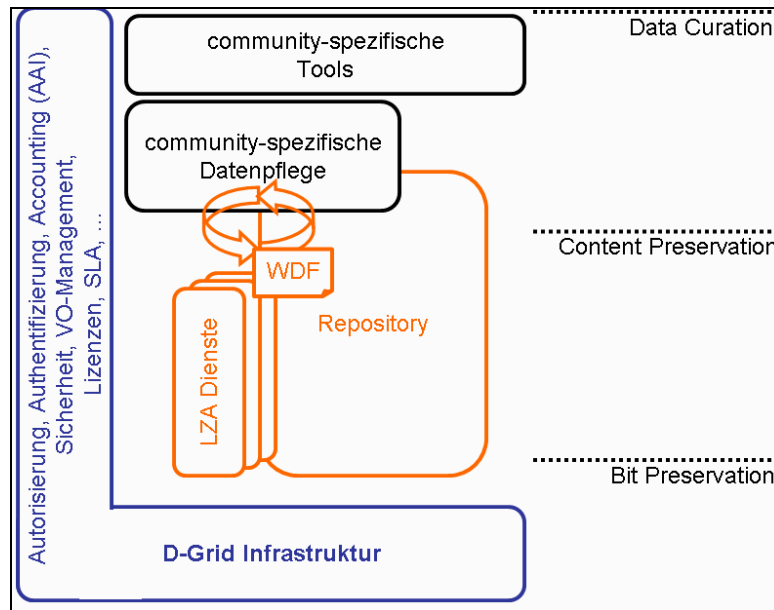 Autorisierung, Authentifizierung, Accounting (AAI),
Sicherheit, VO-Management,
Lizenzen, SLA, ...
community-spezifische
Tools
community-spezifische
Datenpflege
WDF
Repository
LZA Dienste
D-Grid Infrastruktur
Data Curation
Content Preservation
Bit Preservation